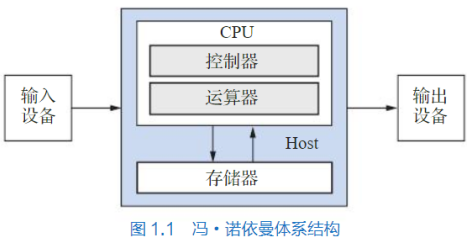 CPU
控制器
运算器
输入
设备
输出
设备
Host
存储器
图 1.1 冯·诺依曼体系结构